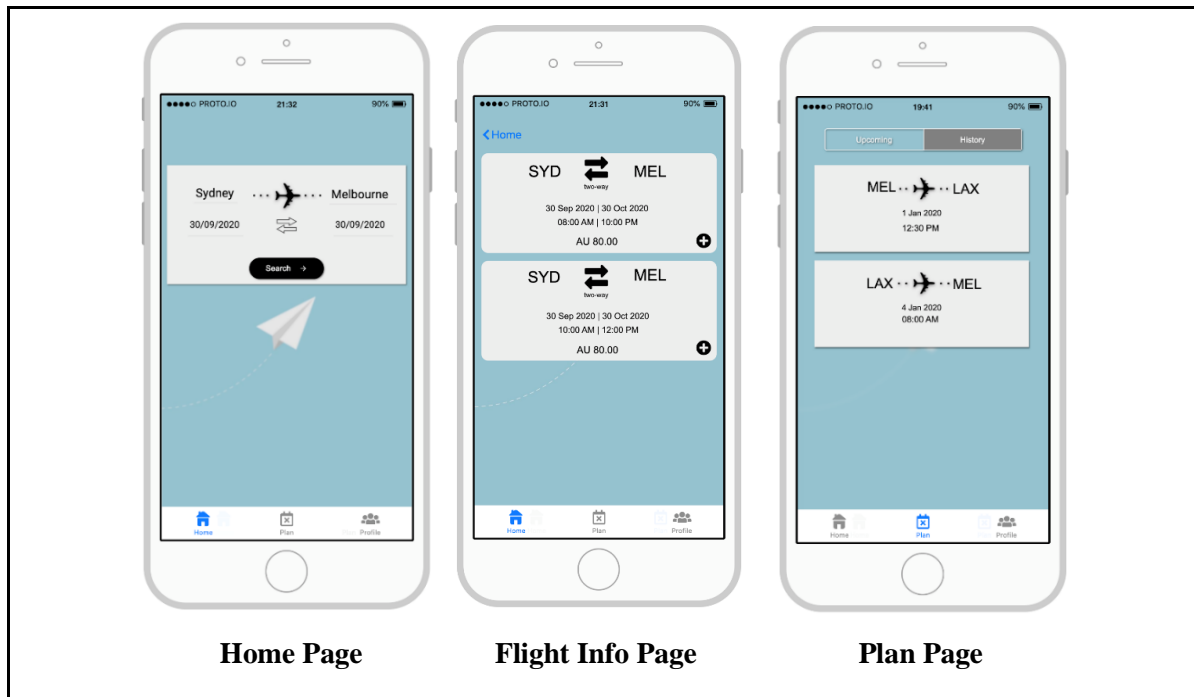 PROTO.IO 21:32 90%
Sydney Melbourne
30/09/2020 30/09/2020
Search →
Home Plan Profile
PROTO.IO 21:31 90%
Home
SYD MEL
two-way
30 Sep 2020 | 30 Oct 2020
08:00 AM | 10:00 PM
AU 80.00
SYD MEL
two-way
30 Sep 2020 | 30 Oct 2020
10:00 AM | 12:00 PM
AU 80.00
Home Plan Profile
PROTO.IO 19:41 90%
Upcoming History
MEL LAX
1 Jan 2020
12:30 PM
LAX MEL
4 Jan 2020
08:00 AM
Home Plan Profile
Home Page Flight Info Page Plan Page